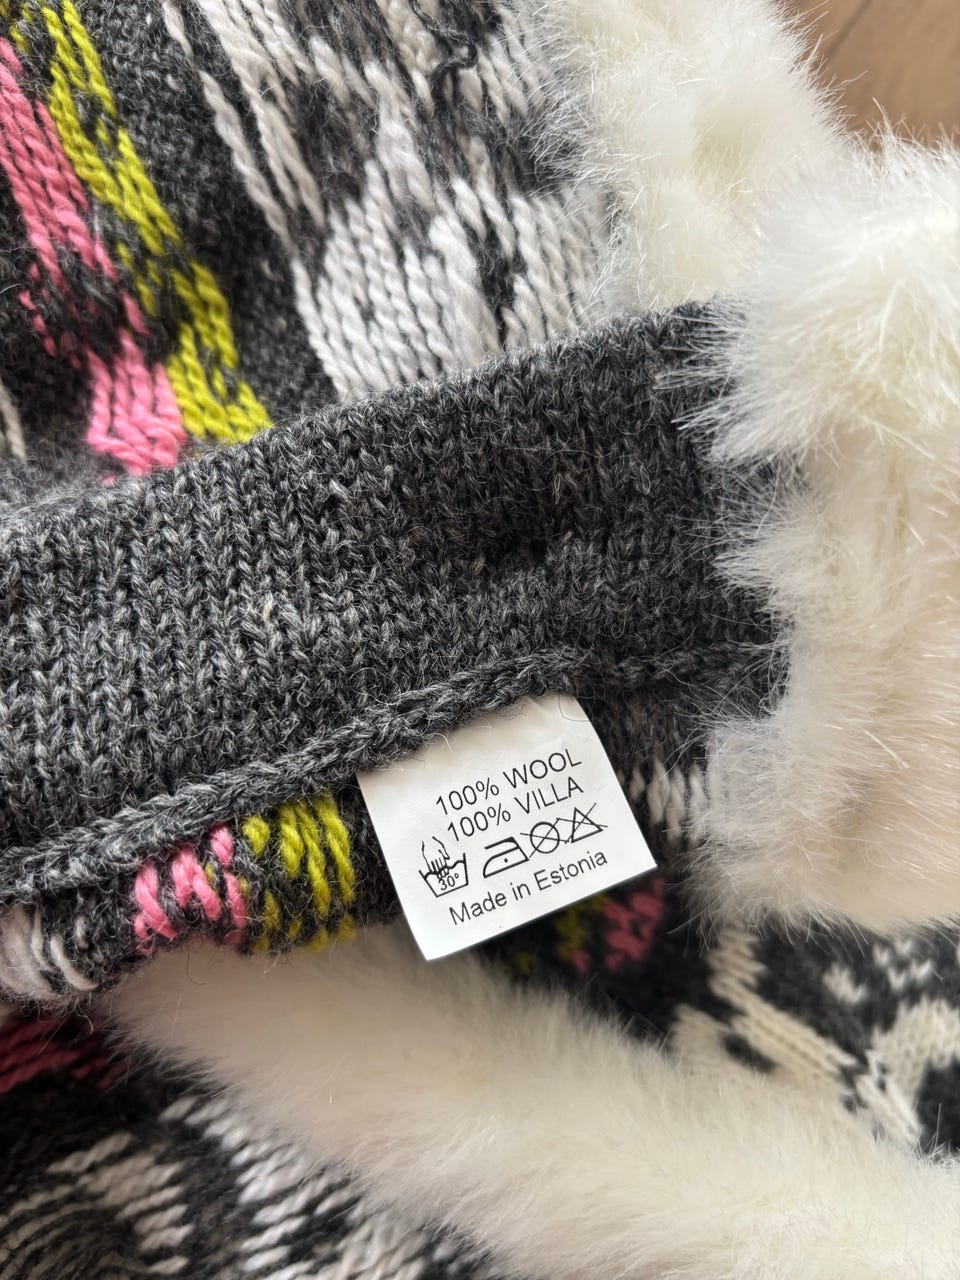 100% WOOL
100% VILLA
30°
Made in Estonia